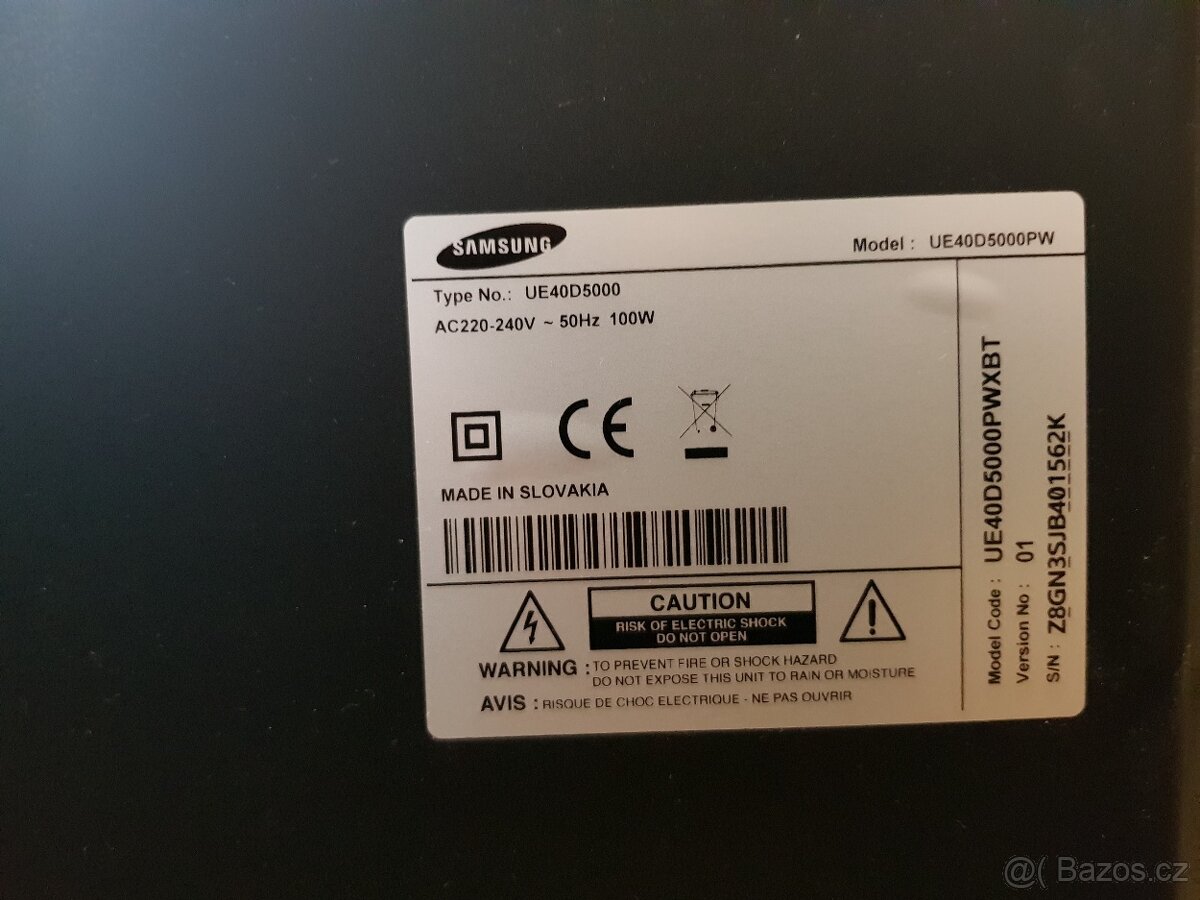 SAMSUNG
Model : UE40D5000PW
Type No.: UE40D5000
AC220-240V ~ 50Hz 100W
CE
MADE IN SLOVAKIA
CAUTION
RISK OF ELECTRIC SHOCK
DO NOT OPEN
WARNING : TO PREVENT FIRE OR SHOCK HAZARD
DO NOT EXPOSE THIS UNIT TO RAIN OR MOISTURE
AVIS : RISQUE DE CHOC ELECTRIQUE - NE PAS OUVRIR
Model Code : UE40D5000PWXBT
Version No : 01
S/N : Z8GN3SJB401562K
@( Bazos.cz